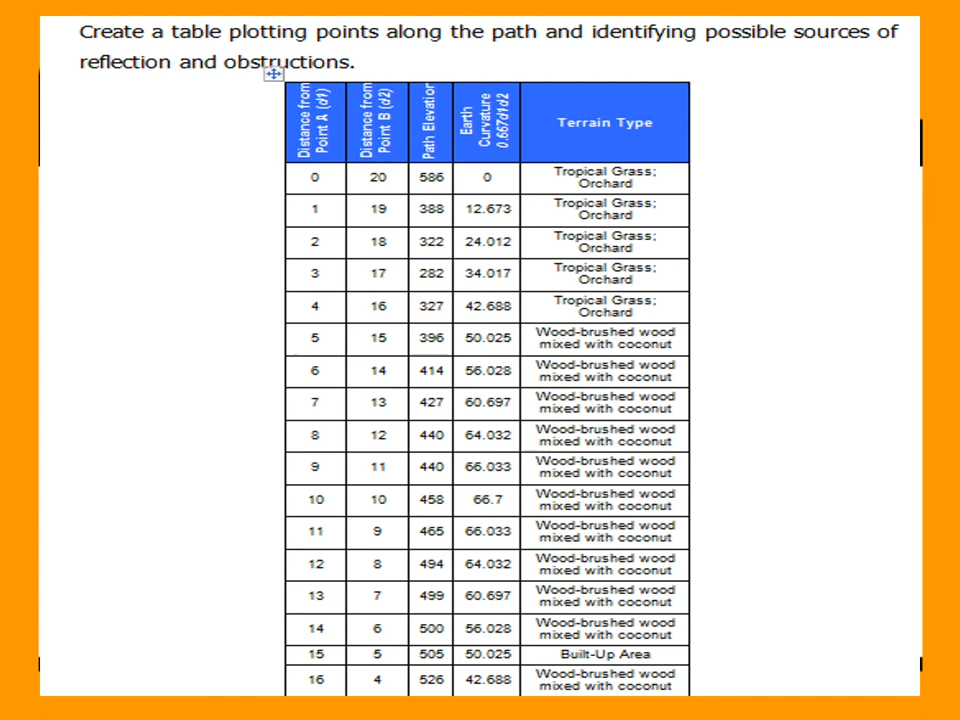 Create a table plotting points along the path and identifying possible sources of
reflection and obstructions.
Distance from Point A (d1) Distance from Point B (d2) Path Elevation Earth Curvature 0.667d1d2 Terrain Type
0 20 586 0 Tropical Grass; Orchard
1 19 388 12.673 Tropical Grass; Orchard
2 18 322 24.012 Tropical Grass; Orchard
3 17 282 34.017 Tropical Grass; Orchard
4 16 327 42.688 Tropical Grass; Orchard
5 15 396 50.025 Wood-brushed wood mixed with coconut
6 14 414 56.028 Wood-brushed wood mixed with coconut
7 13 427 60.697 Wood-brushed wood mixed with coconut
8 12 440 64.032 Wood-brushed wood mixed with coconut
9 11 440 66.033 Wood-brushed wood mixed with coconut
10 10 458 66.7 Wood-brushed wood mixed with coconut
11 9 465 66.033 Wood-brushed wood mixed with coconut
12 8 494 64.032 Wood-brushed wood mixed with coconut
13 7 499 60.697 Wood-brushed wood mixed with coconut
14 6 500 56.028 Wood-brushed wood mixed with coconut
15 5 505 50.025 Built-Up Area
16 4 526 42.688 Wood-brushed wood mixed with coconut